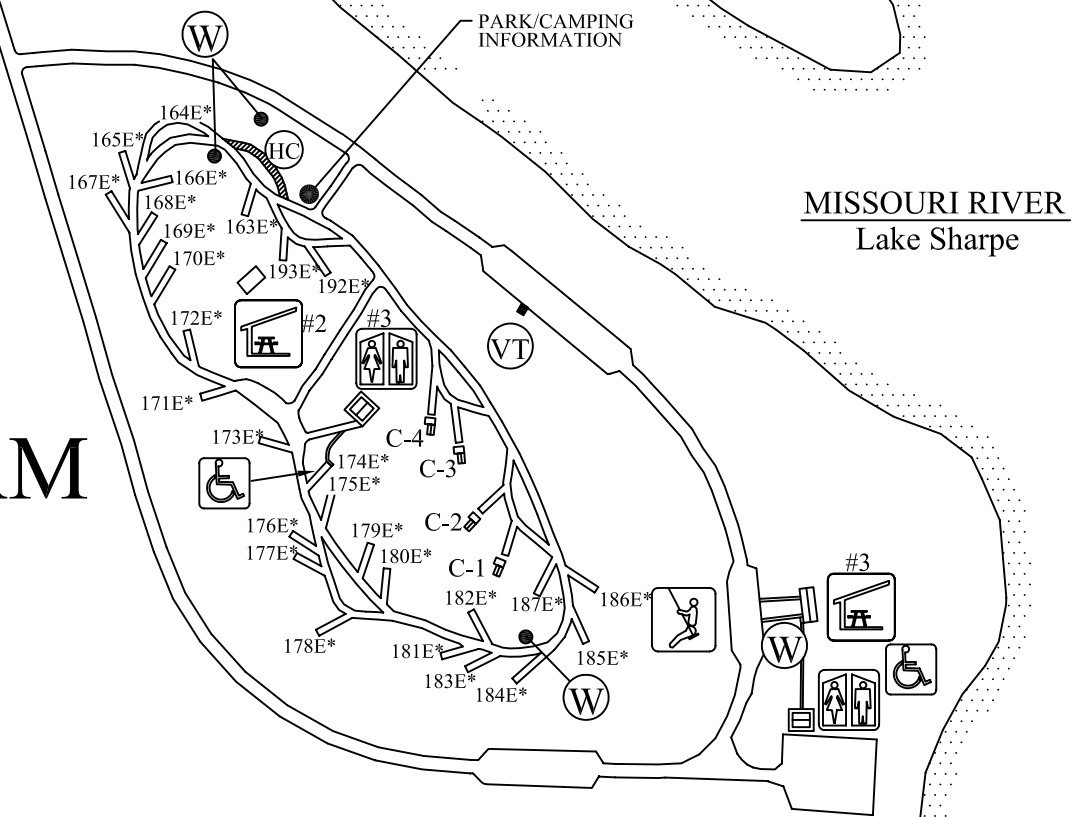 W
PARK/CAMPING
INFORMATION
164E*
165E*
HC
166E*
167E*
168E*
163E*
169E*
MISSOURI RIVER
Lake Sharpe
170E*
193E*
192E*
172E*
#2
#3
VT
171E*
173E*
C-4
C-3
174E*
175E*
176E*
179E*
C-2
177E*
180E*
C-1
#3
182E*
187E*
186E*
178E*
181E*
W
185E*
183E*
184E*
W